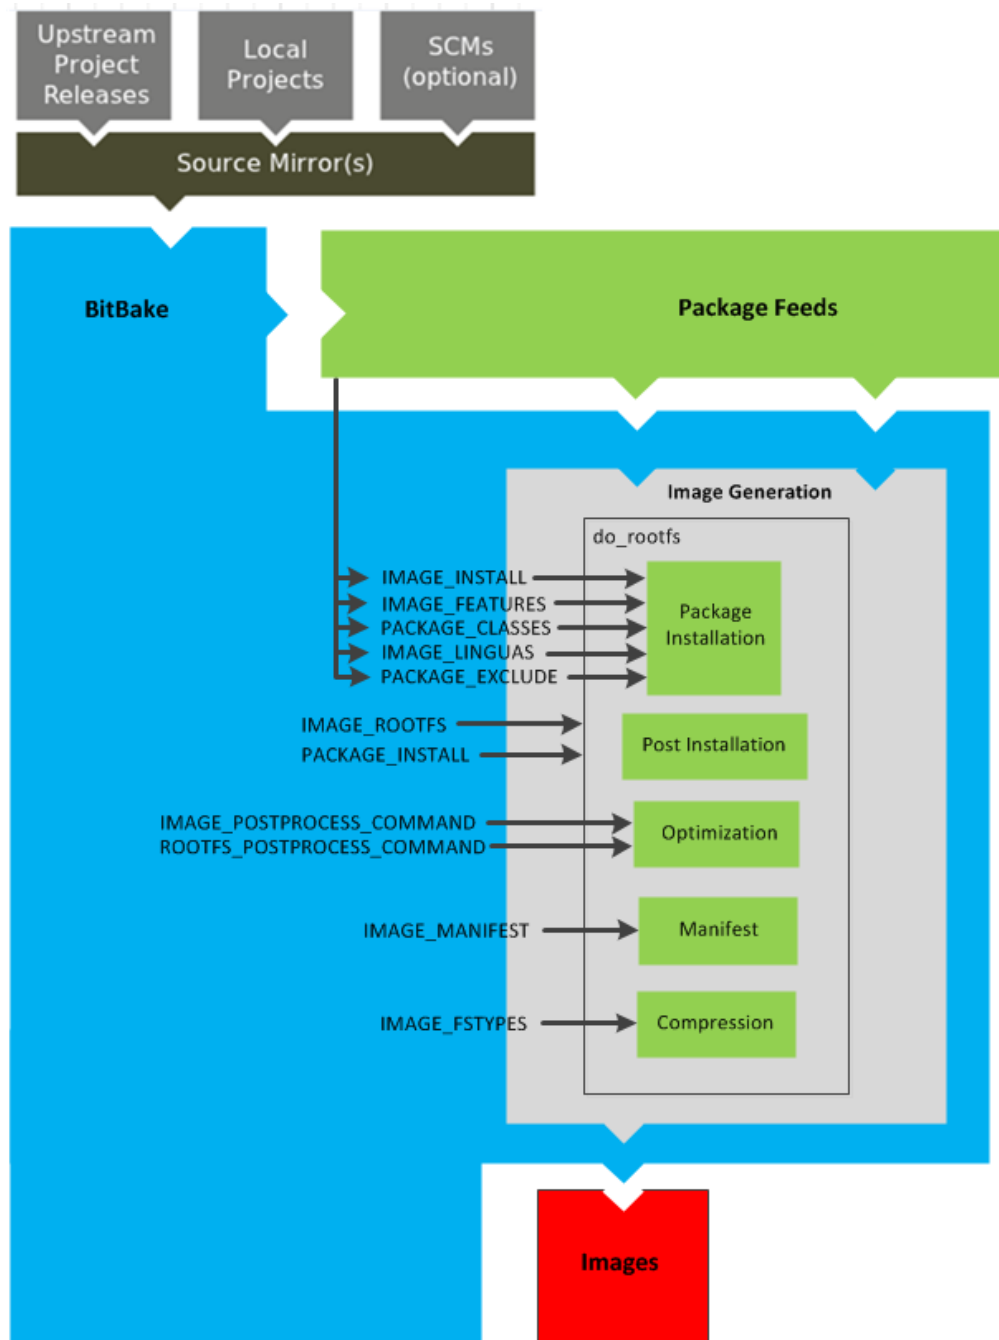 Upstream
Project
Releases
Local
Projects
SCMs
(optional)
Source Mirror(s)
BitBake
Package Feeds
Image Generation
do_rootfs
IMAGE_INSTALL
IMAGE_FEATURES
PACKAGE_CLASSES
IMAGE_LINGUAS
PACKAGE_EXCLUDE
Package
Installation
IMAGE_ROOTFS
PACKAGE_INSTALL
Post Installation
IMAGE_POSTPROCESS_COMMAND
ROOTFS_POSTPROCESS_COMMAND
Optimization
IMAGE_MANIFEST
Manifest
IMAGE_FSTYPES
Compression
Images